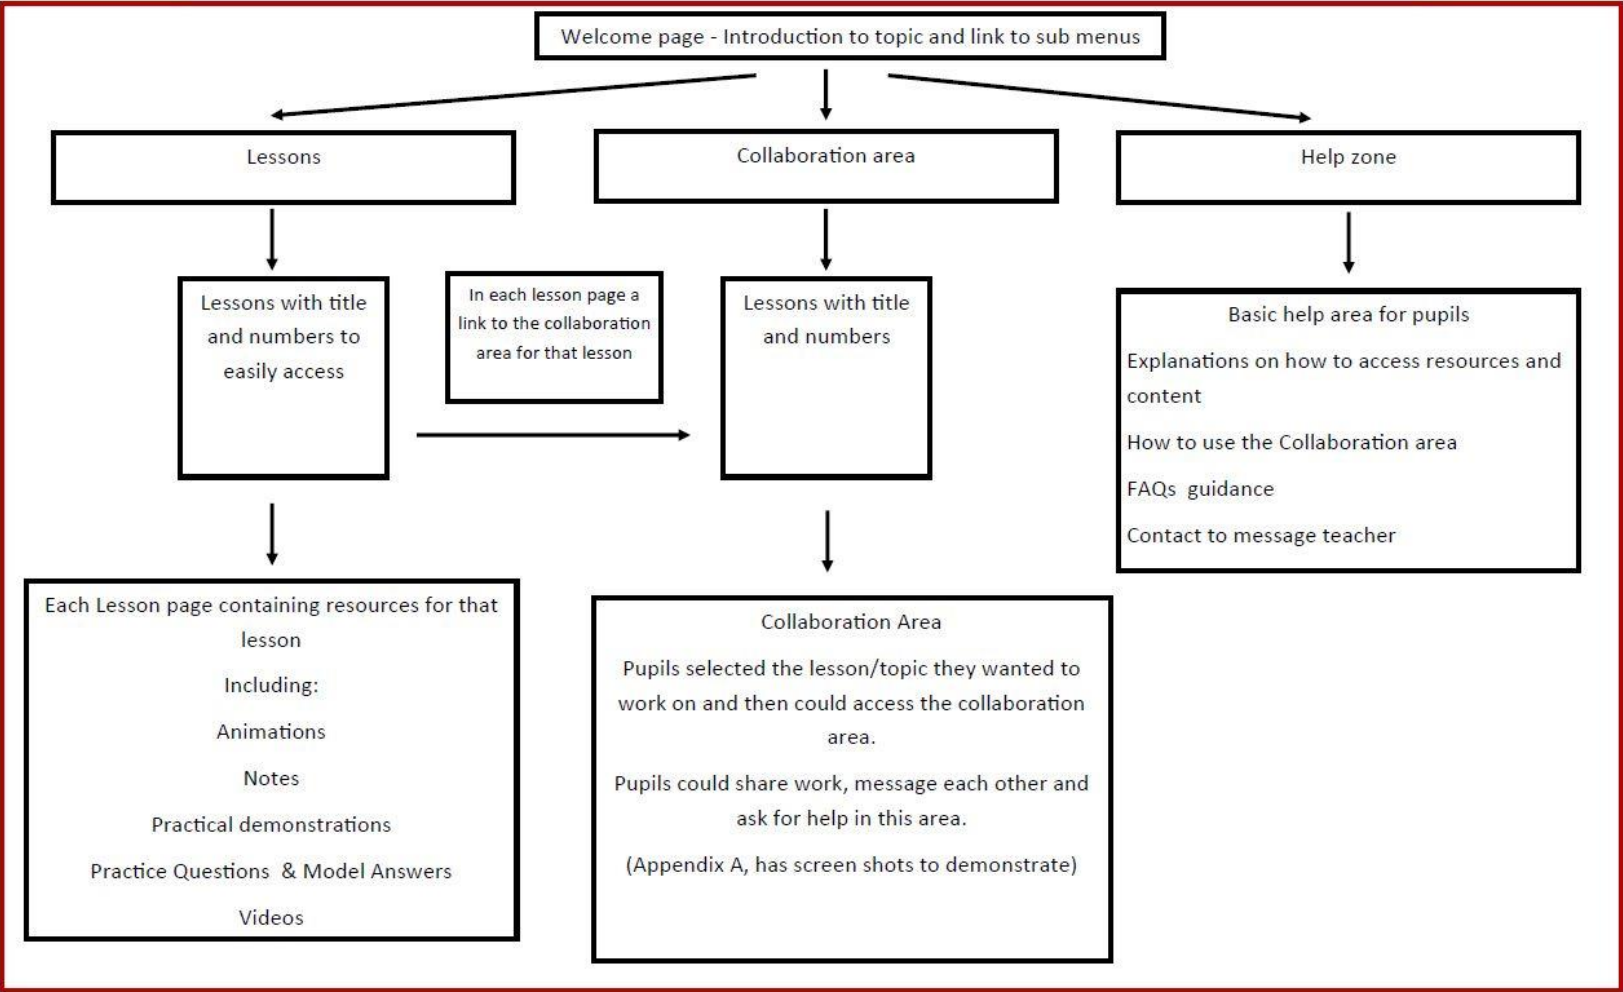 Welcome page - Introduction to topic and link to sub menus
Lessons
Collaboration area
Help zone
Lessons with title
and numbers to
easily access
In each lesson page a
link to the collaboration
area for that lesson
Lessons with title
and numbers
Basic help area for pupils
Explanations on how to access resources and
content
How to use the Collaboration area
FAQs  guidance
Contact to message teacher
Each Lesson page containing resources for that
lesson
Including:
Animations
Notes
Practical demonstrations
Practice Questions  & Model Answers
Videos
Collaboration Area
Pupils selected the lesson/topic they wanted to
work on and then could access the collaboration
area.
Pupils could share work, message each other and
ask for help in this area.
(Appendix A, has screen shots to demonstrate)